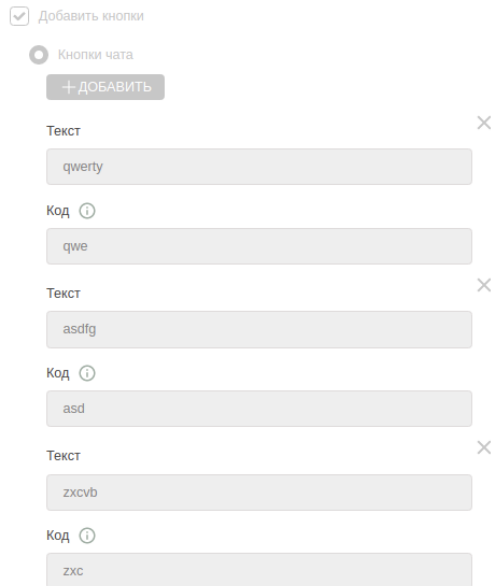 Добавить кнопки
Кнопки чата
+ ДОБАВИТЬ
Текст
qwerty
Код
qwe
Текст
asdfg
Код
asd
Текст
zxcvb
Код
zxc